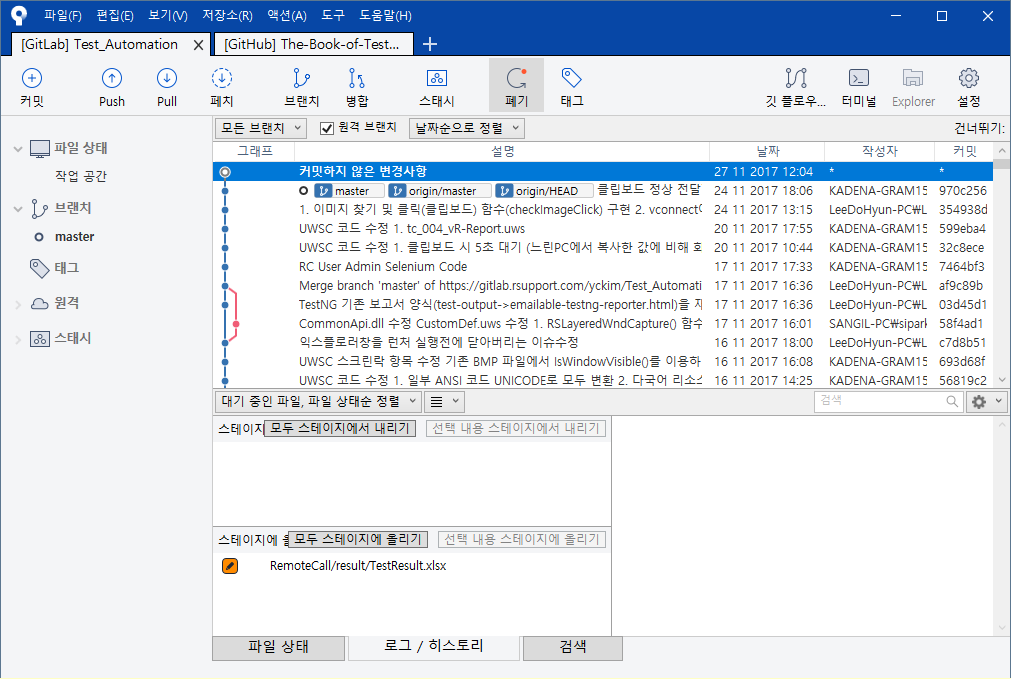 파일(F) 편집(E) 보기(V) 저장소(R) 액션(A) 도구 도움말(H)
[GitLab] Test_Automation [GitHub] The-Book-of-Test...
커밋 Push Pull 페치 브랜치 병합 스태시 폐기 태그 깃 플로우... 터미널 Explorer 설정
모든 브랜치 원격 브랜치 날짜순으로 정렬 건너뛰기:
그래프 설명 날짜 작성자 커밋
커밋하지 않은 변경사항 27 11 2017 12:04 * *
master origin/master origin/HEAD 클립보드 정상 전달 24 11 2017 18:06 KADENA-GRAM15 970c256
1. 이미지 찾기 및 클릭(클립보드) 함수(checkImageClick) 구현 2. vconnect 24 11 2017 13:15 LeeDoHyun-PC₩L 354938d
UWSC 코드 수정 1. tc_004_vR-Report.uws 20 11 2017 17:55 KADENA-GRAM15 599eba4
UWSC 코드 수정 1. 클립보드 시 5초 대기 (느린PC에서 복사한 값에 비해 20 11 2017 10:44 KADENA-GRAM15 32c8ece
RC User Admin Selenium Code 17 11 2017 17:33 KADENA-GRAM15 7464bf3
Merge branch 'master' of https://gitlab.rsupport.com/yckim/Test_Automati 17 11 2017 16:36 LeeDoHyun-PC₩L af9c89b
TestNG 기존 보고서 양식(test-output->emailable-testng-reporter.html)을 17 11 2017 16:36 LeeDoHyun-PC₩L 03d45d1
CommonApi.dll 수정 CustomDef.uws 수정 1. RSLayeredWndCapture() 함수 17 11 2017 16:01 SANGIL-PC₩sipark 58f4ad1
익스플로러창을 런처 실행전에 닫아버리는 이슈수정 16 11 2017 18:00 LeeDoHyun-PC₩L c7d8b51
UWSC 스크린락 항목 수정 기존 BMP 파일에서 IsWindowVisible()를 이용하 16 11 2017 16:08 KADENA-GRAM15 693d68f
UWSC 코드 수정 1. 일부 ANSI 코드 UNICODE로 모두 변환 2. 다국어 리소스 16 11 2017 14:25 KADENA-GRAM15 56819c2
파일 상태
작업 공간
브랜치
master
태그
원격
스태시
대기 중인 파일, 파일 상태순 정렬 검색
스테이지 모두 스테이지에서 내리기 선택 내용 스테이지에서 내리기
스테이지에 모두 스테이지에 올리기 선택 내용 스테이지에 올리기
RemoteCall/result/TestResult.xlsx
파일 상태 로그 / 히스토리 검색